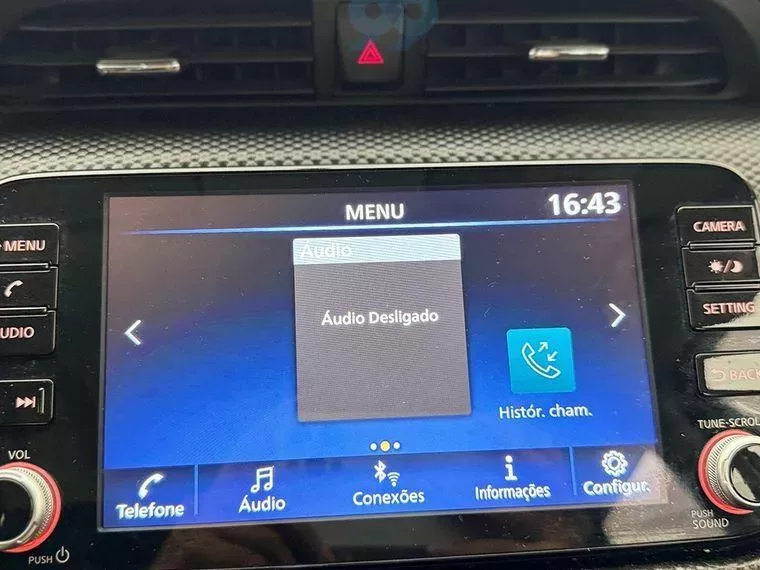 MENU
16:43
MENU
CAMERA
Áudio
UDIO
Áudio Desligado
SETTING
BACK
Histór. cham.
VOL
TUNE-SCROLL
Telefone
Áudio
Conexões
Informações
Configur.
PUSH
PUSH
SOUND